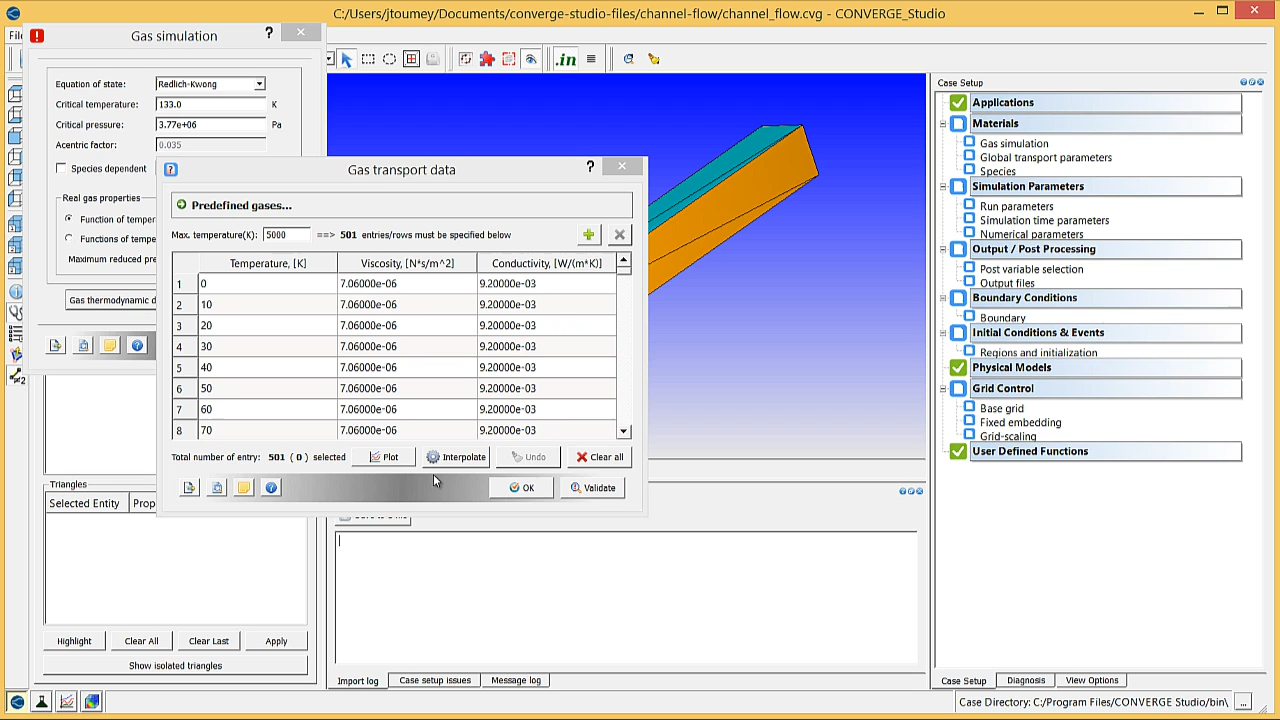 C:/Users/jtoumey/Documents/converge-studio-files/channel-flow/channel_flow.cvg - CONVERGE_Studio
Gas simulation
?
Equation of state:
Redlich-Kwong
Critical temperature:
133.0
K
Critical pressure:
3.77e+06
Pa
Acentric factor:
0.035
Species dependent
Real gas properties
Function of temper
Functions of tempe
Maximum reduced pre
Gas thermodynamic d
Gas transport data
?
Predefined gases...
Max. temperature(K):
5000
==> 501 entries/rows must be specified below
Temperature, [K]
Viscosity, [N*s/m^2]
Conductivity, [W/(m*K)]
1 0 7.06000e-06 9.20000e-03
2 10 7.06000e-06 9.20000e-03
3 20 7.06000e-06 9.20000e-03
4 30 7.06000e-06 9.20000e-03
5 40 7.06000e-06 9.20000e-03
6 50 7.06000e-06 9.20000e-03
7 60 7.06000e-06 9.20000e-03
8 70 7.06000e-06 9.20000e-03
Total number of entry: 501 ( 0 ) selected
Plot
Interpolate
Undo
Clear all
OK
Validate
.in
Case Setup
Applications
Materials
Gas simulation
Global transport parameters
Species
Simulation Parameters
Run parameters
Simulation time parameters
Numerical parameters
Output / Post Processing
Post variable selection
Output files
Boundary Conditions
Boundary
Initial Conditions & Events
Regions and initialization
Physical Models
Grid Control
Base grid
Fixed embedding
Grid-scaling
User Defined Functions
Triangles
Selected Entity
Prop
Highlight
Clear All
Clear Last
Apply
Show isolated triangles
Import log
Case setup issues
Message log
Case Setup
Diagnosis
View Options
Case Directory: C:/Program Files/CONVERGE Studio/bin\
...